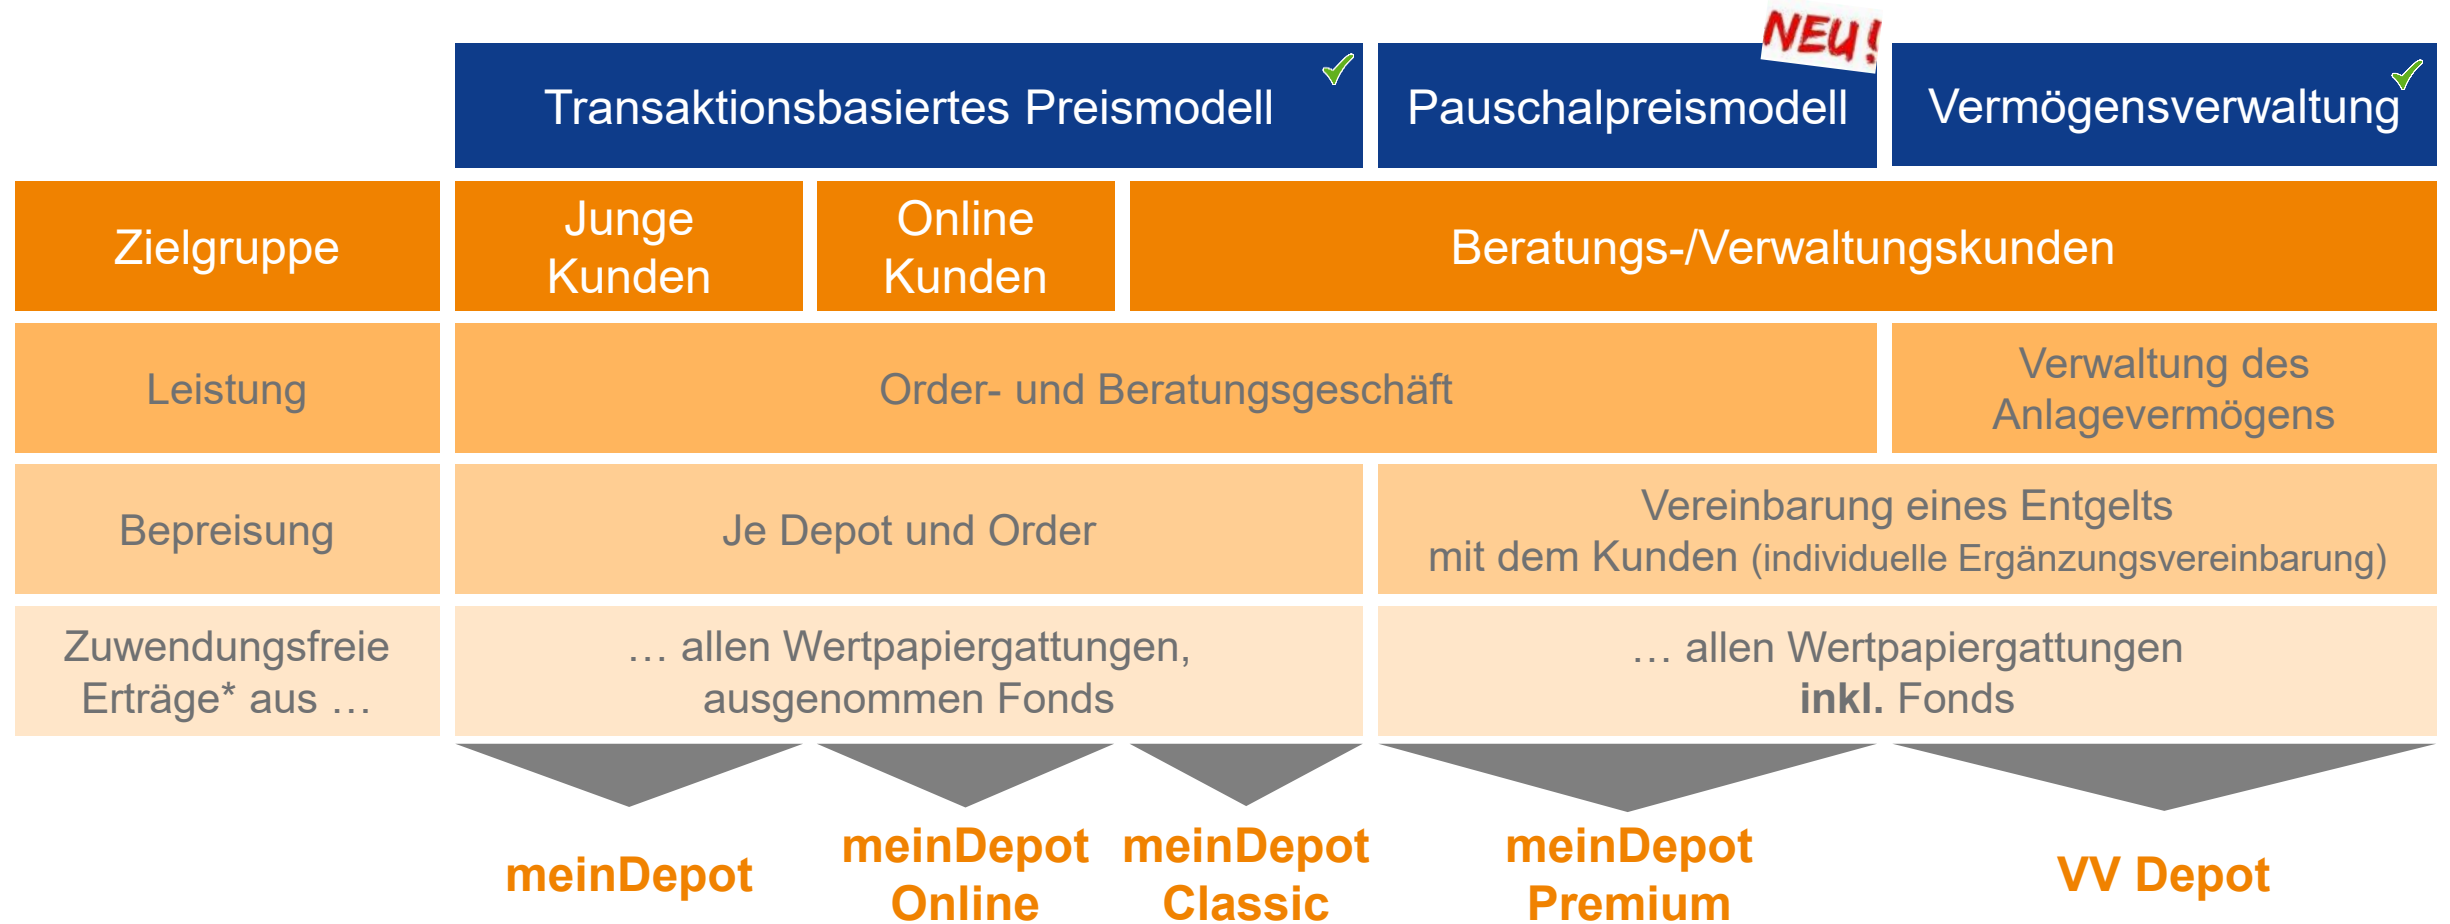 NEU!
Transaktionsbasiertes Preismodell
Pauschalpreismodell
Vermögensverwaltung
Zielgruppe
Junge
Kunden
Online
Kunden
Beratungs-/Verwaltungskunden
Leistung
Order- und Beratungsgeschäft
Verwaltung des
Anlagevermögens
Bepreisung
Je Depot und Order
Vereinbarung eines Entgelts
mit dem Kunden (individuelle Ergänzungsvereinbarung)
Zuwendungsfreie
Erträge* aus …
… allen Wertpapiergattungen,
ausgenommen Fonds
… allen Wertpapiergattungen
inkl. Fonds
meinDepot
meinDepot
Online
meinDepot
Classic
meinDepot
Premium
VV Depot